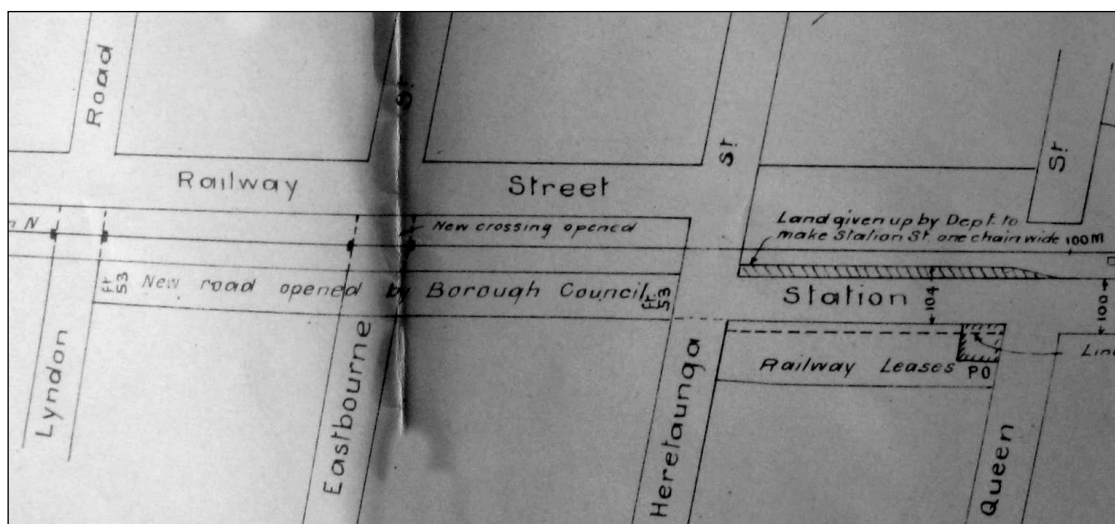 Road
St.
St.
St.
Railway Street
N
New crossing opened
Land given up by Dept. to
make Station St. one chain wide
100M
53 ft
New road opened by Borough Council
53 ft
Station
104
100
Railway Leases
PO
Lin
Lyndon
Eastbourne
Heretaunga
Queen